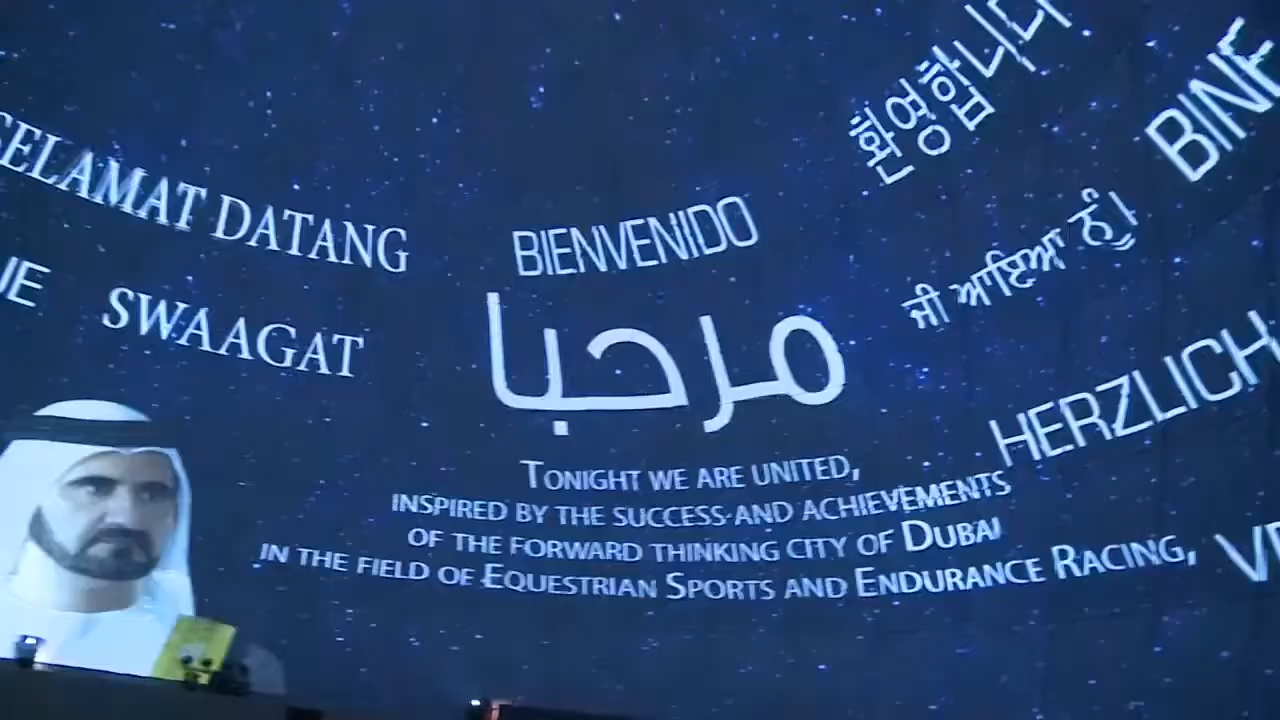 SELAMAT DATANG
SWAAGAT
BIENVENIDO
مرحبا
환영합니다
ਜੀ ਆਇਆ ਨੂੰ।
HERZLICH
TONIGHT WE ARE UNITED,
INSPIRED BY THE SUCCESS AND ACHIEVEMENTS
OF THE FORWARD THINKING CITY OF DUBAI
IN THE FIELD OF EQUESTRIAN SPORTS AND ENDURANCE RACING,